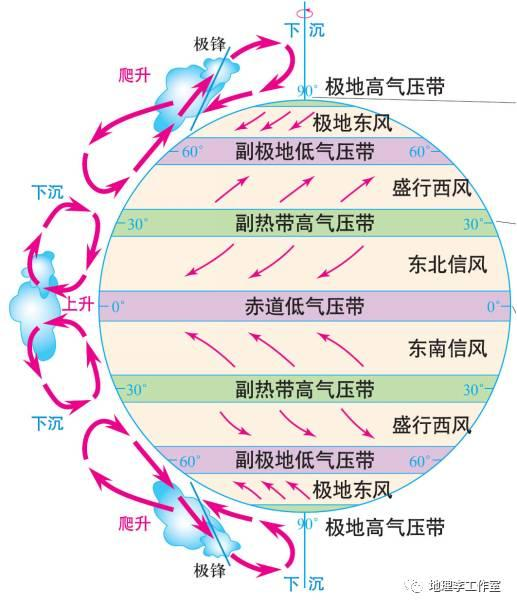 下 沉
极锋
爬升
90°
极地高气压带
极地东风
60°
副极地低气压带
60°
盛行西风
下沉
30°
副热带高气压带
30°
东北信风
上升
0°
赤道低气压带
0°
东南信风
30°
副热带高气压带
30°
下沉
盛行西风
60°
副极地低气压带
60°
极地东风
爬升
90°
极地高气压带
极锋
下 沉
地理李工作室